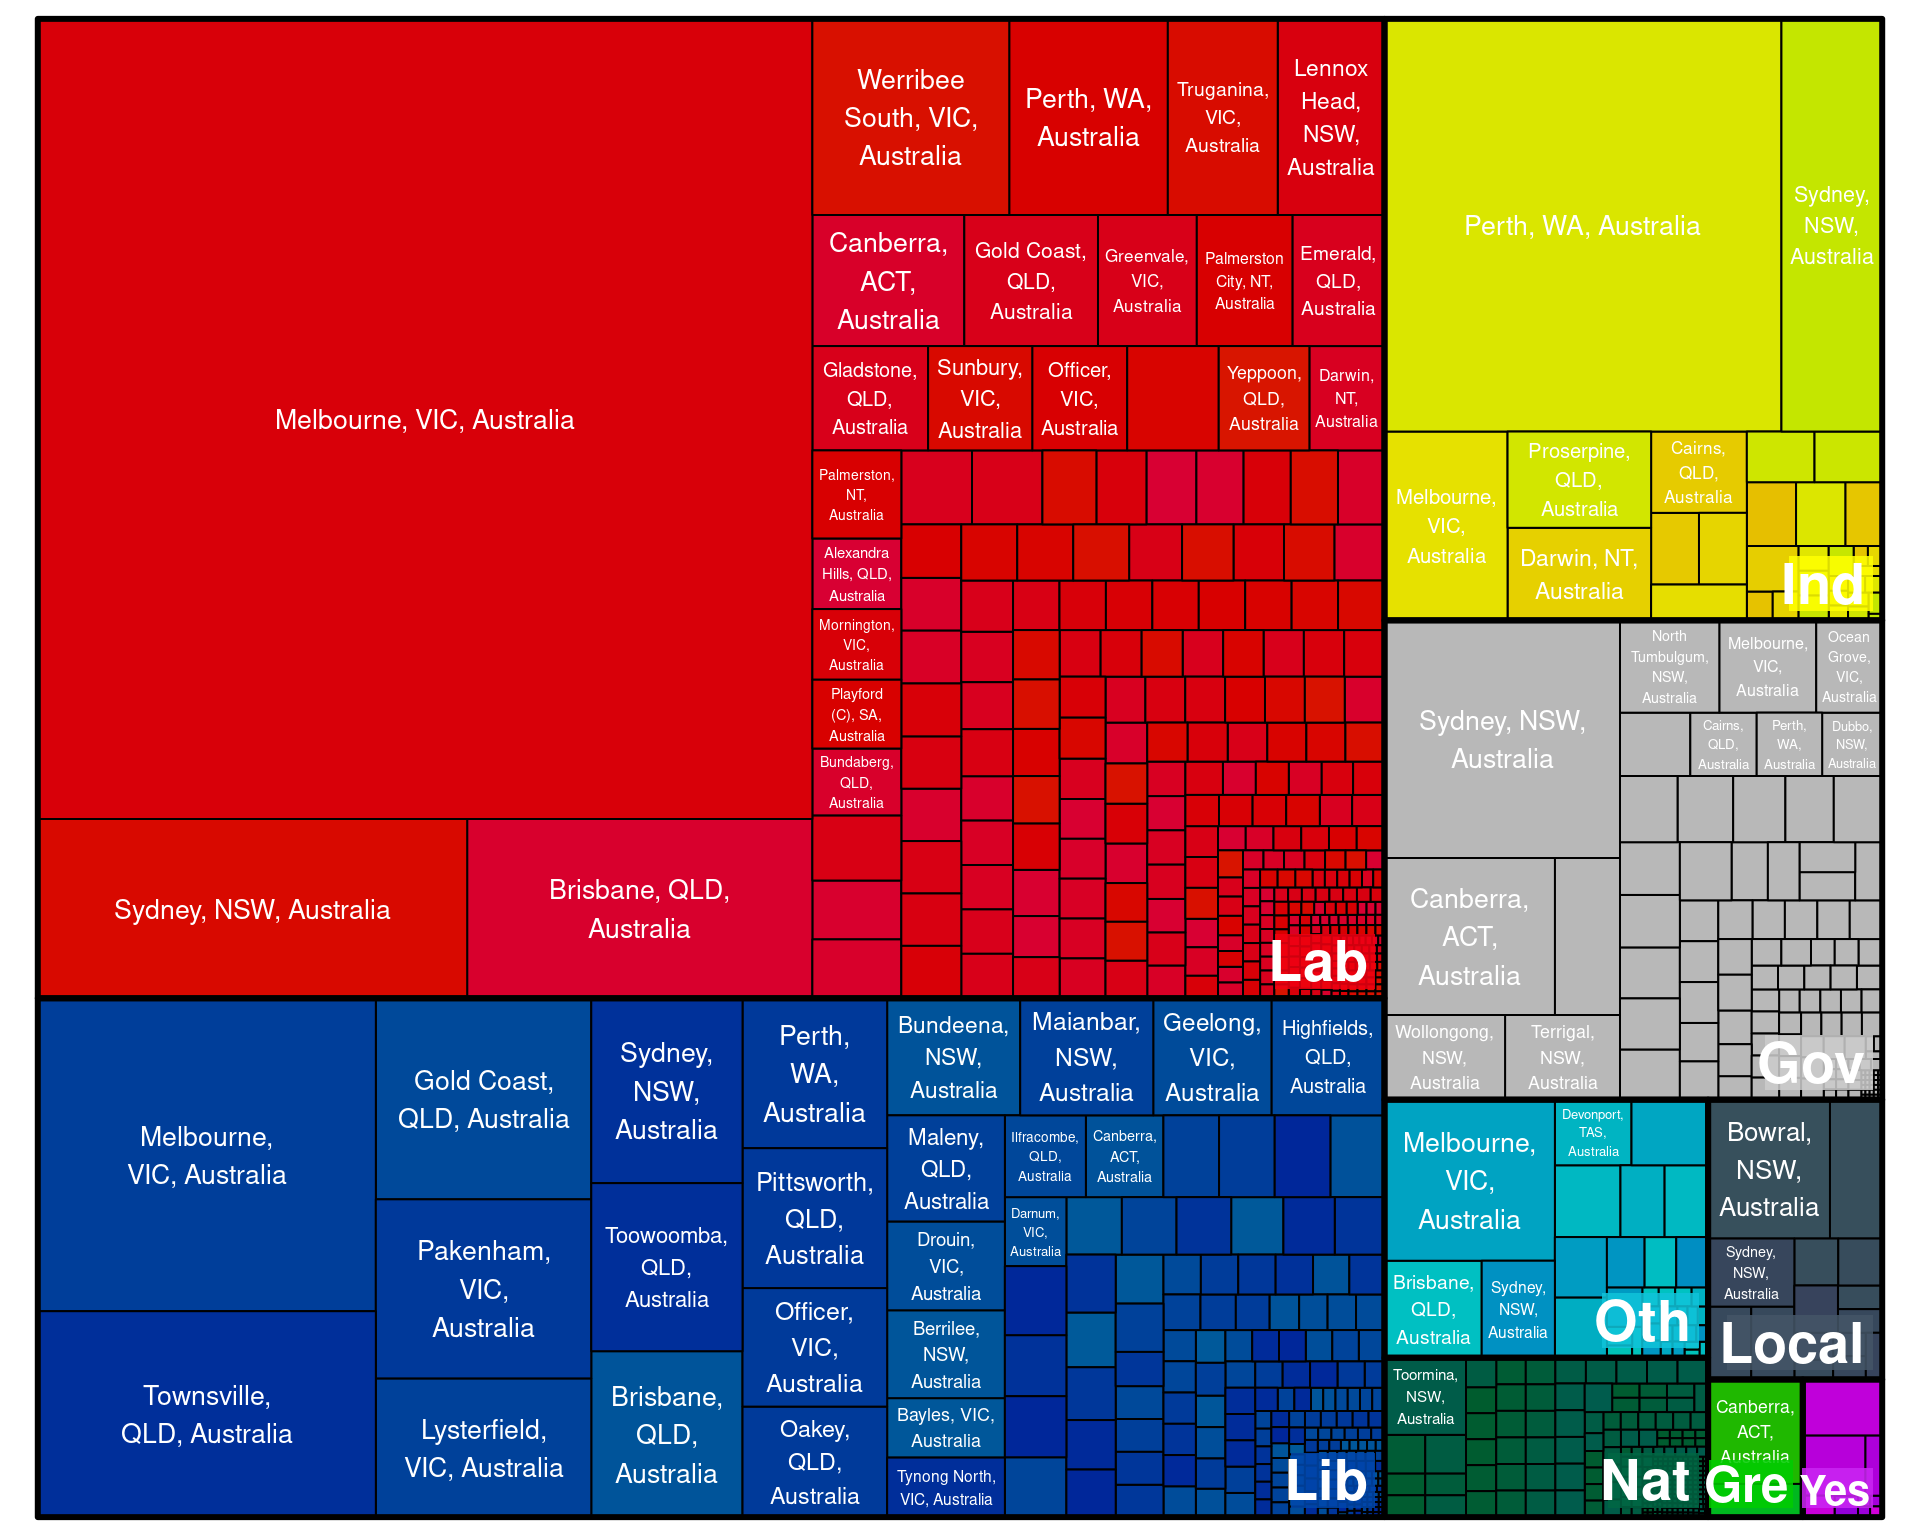 Melbourne, VIC, Australia
Sydney, NSW, Australia
Brisbane, QLD,
Australia
Werribee
South, VIC,
Australia
Perth, WA,
Australia
Truganina,
VIC,
Australia
Lennox
Head,
NSW,
Australia
Canberra,
ACT,
Australia
Gold Coast,
QLD,
Australia
Greenvale,
VIC,
Australia
Palmerston
City, NT,
Australia
Emerald,
QLD,
Australia
Gladstone,
QLD,
Australia
Sunbury,
VIC,
Australia
Officer,
VIC,
Australia
Yeppoon,
QLD,
Australia
Darwin,
NT,
Australia
Palmerston,
NT,
Australia
Alexandra
Hills, QLD,
Australia
Mornington,
VIC,
Australia
Playford
(C), SA,
Australia
Bundaberg,
QLD,
Australia
Lab
Perth, WA, Australia
Sydney,
NSW,
Australia
Melbourne,
VIC,
Australia
Proserpine,
QLD,
Australia
Darwin, NT,
Australia
Cairns,
QLD,
Australia
Ind
Sydney, NSW,
Australia
North
Tumbulgum,
NSW,
Australia
Melbourne,
VIC,
Australia
Ocean
Grove,
VIC,
Australia
Cairns,
QLD,
Australia
Perth,
WA,
Australia
Dubbo,
NSW,
Australia
Canberra,
ACT,
Australia
Wollongong,
NSW,
Australia
Terrigal,
NSW,
Australia
Gov
Melbourne,
VIC, Australia
Townsville,
QLD, Australia
Gold Coast,
QLD, Australia
Pakenham,
VIC,
Australia
Lysterfield,
VIC, Australia
Sydney,
NSW,
Australia
Toowoomba,
QLD,
Australia
Brisbane,
QLD,
Australia
Perth,
WA,
Australia
Pittsworth,
QLD,
Australia
Officer,
VIC,
Australia
Oakey,
QLD,
Australia
Bundeena,
NSW,
Australia
Maianbar,
NSW,
Australia
Geelong,
VIC,
Australia
Highfields,
QLD,
Australia
Maleny,
QLD,
Australia
Drouin,
VIC,
Australia
Berrilee,
NSW,
Australia
Bayles, VIC,
Australia
Tynong North,
VIC, Australia
Ilfracombe,
QLD,
Australia
Canberra,
ACT,
Australia
Darnum,
VIC,
Australia
Lib
Melbourne,
VIC,
Australia
Devonport,
TAS,
Australia
Brisbane,
QLD,
Australia
Sydney,
NSW,
Australia
Oth
Bowral,
NSW,
Australia
Sydney,
NSW,
Australia
Local
Toormina,
NSW,
Australia
Nat
Canberra,
ACT,
Australia
Gre
Yes